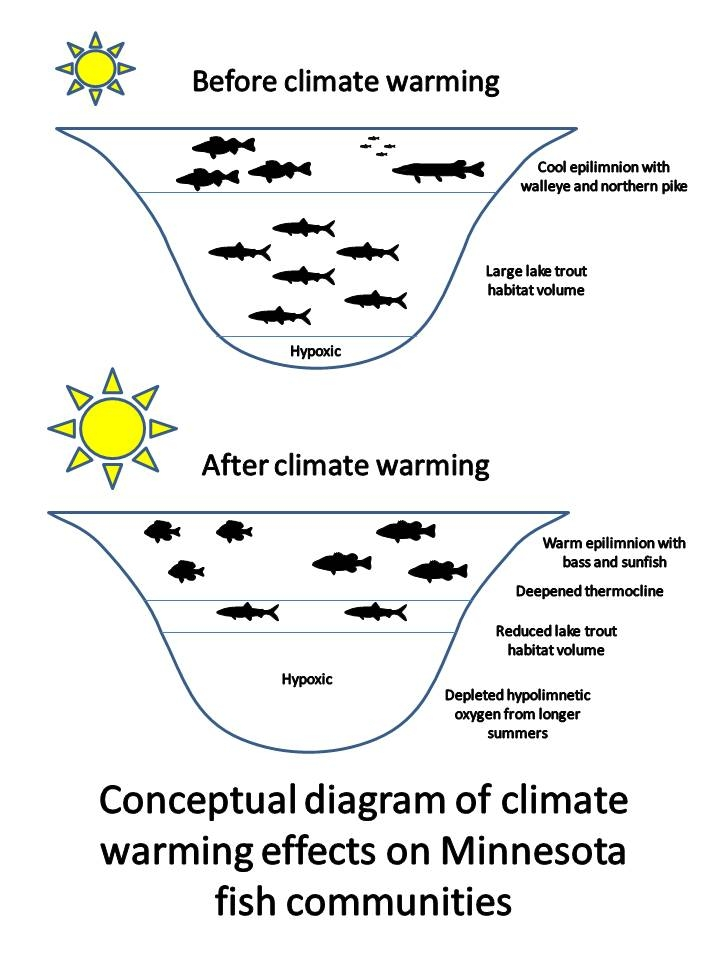 Before climate warming
Cool epilimnion with
walleye and northern pike
Large lake trout
habitat volume
Hypoxic
After climate warming
Warm epilimnion with
bass and sunfish
Deepened thermocline
Reduced lake trout
habitat volume
Hypoxic
Depleted hypolimnetic
oxygen from longer
summers
Conceptual diagram of climate
warming effects on Minnesota
fish communities